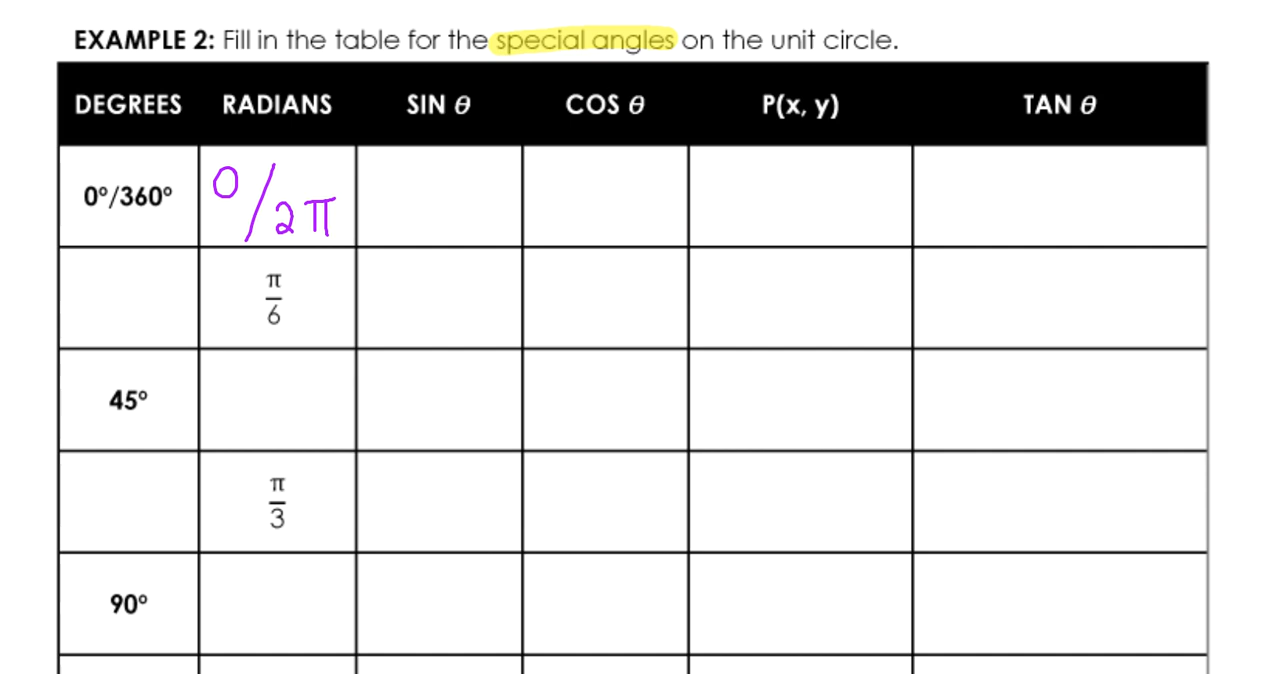 EXAMPLE 2: Fill in the table for the special angles on the unit circle.
DEGREES RADIANS SIN θ COS θ P(x, y) TAN θ
0°/360° 0/2π
π/6
45°
π/3
90°